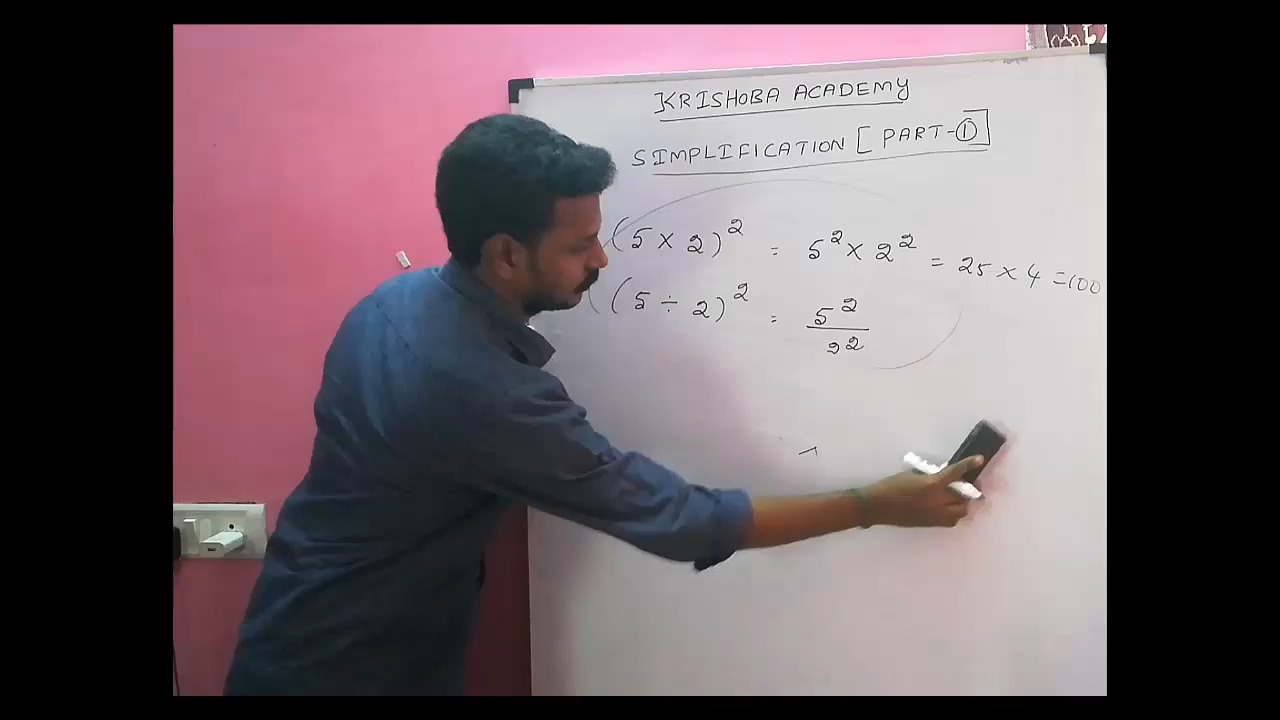 KRISHOBA ACADEMY
SIMPLIFICATION [ PART-① ]
(5 × 2)² = 5² × 2² = 25 × 4 = 100
(5 ÷ 2)² = 5²/2²